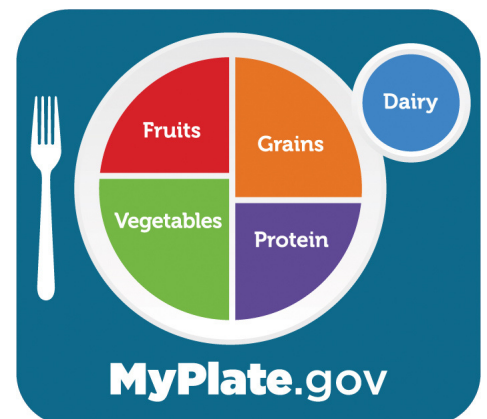 Dairy
Fruits
Grains
Vegetables
Protein
MyPlate.gov